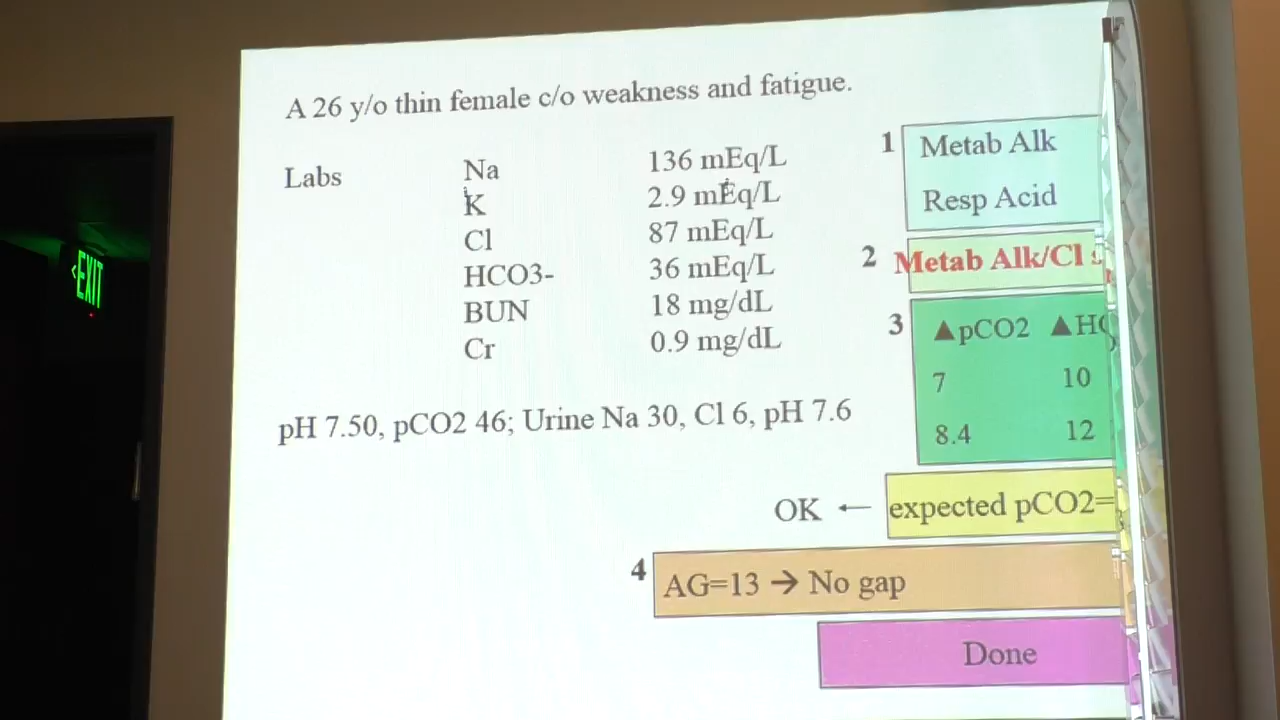 A 26 y/o thin female c/o weakness and fatigue.
Labs Na 136 mEq/L
K 2.9 mEq/L
Cl 87 mEq/L
HCO3- 36 mEq/L
BUN 18 mg/dL
Cr 0.9 mg/dL
pH 7.50, pCO2 46; Urine Na 30, Cl 6, pH 7.6
1 Metab Alk
Resp Acid
2 Metab Alk/Cl
3 ▲pCO2
7 10
8.4 12
OK ← expected pCO2=
4 AG=13 → No gap
Done
<EXIT